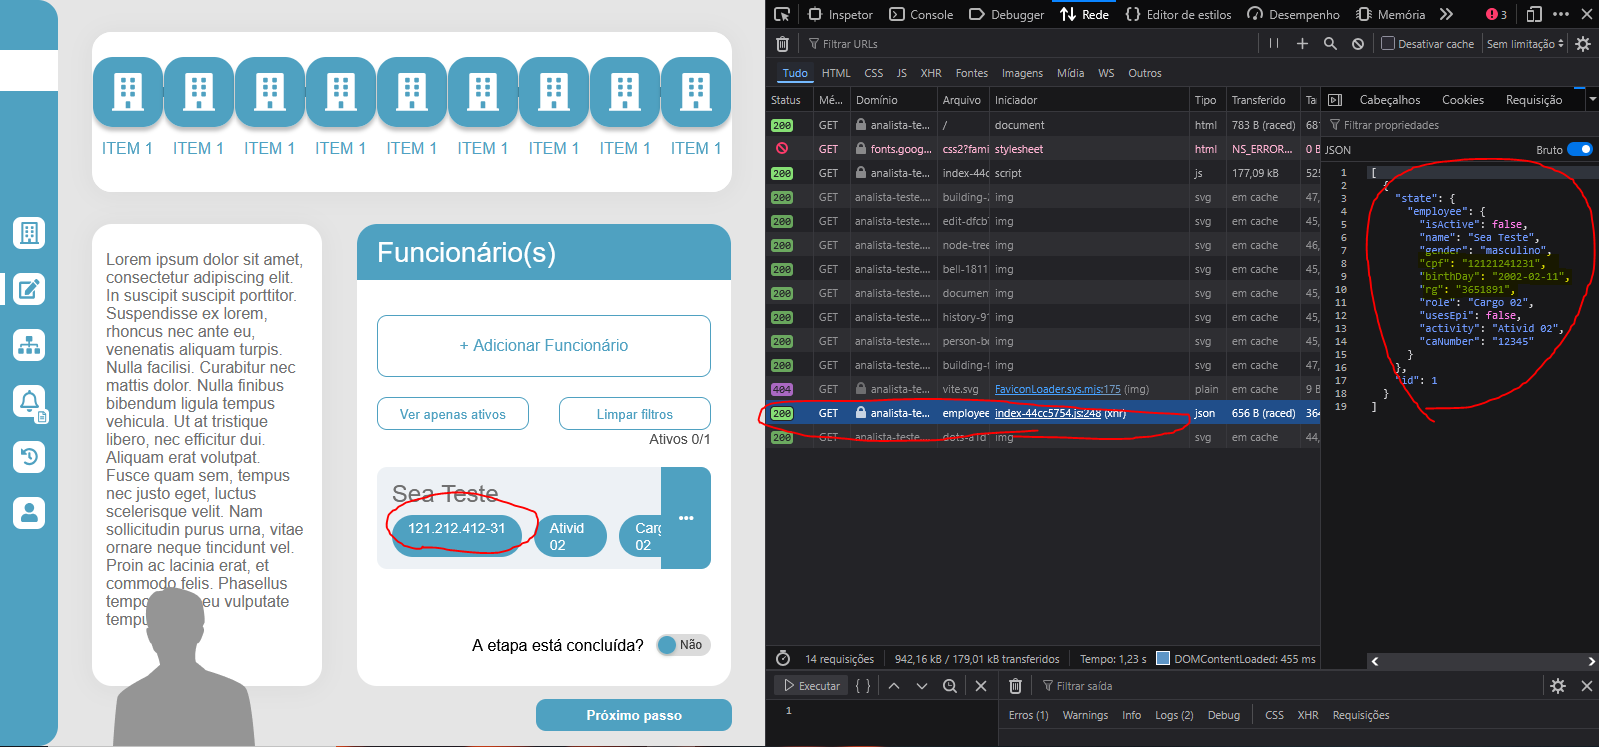 ITEM 1 ITEM 1 ITEM 1 ITEM 1 ITEM 1 ITEM 1 ITEM 1 ITEM 1 ITEM 1
Lorem ipsum dolor sit amet,
consectetur adipiscing elit.
In suscipit suscipit porttitor.
Suspendisse ex lorem,
rhoncus nec ante eu,
venenatis aliquam turpis.
Nulla facilisi. Curabitur nec
mattis dolor. Nulla finibus
bibendum ligula tempus
vehicula. Ut at tristique
libero, nec efficitur dui.
Aliquam erat volutpat.
Fusce quam sem, tempus
nec justo eget, luctus
scelerisque velit. Nam
sollicitudin purus urna, vitae
ornare neque tincidunt vel.
Proin ac lacinia erat, et
commodo felis. Phasellus
tempo eu vulputate
tempu
Funcionário(s)
+ Adicionar Funcionário
Ver apenas ativos
Limpar filtros
Ativos 0/1
Sea Teste
121.212.412-31
Ativid
02
Carg
02
•••
A etapa está concluída? Não
Próximo passo
Inspetor Console Debugger Rede Editor de estilos Desempenho Memória 3
Filtrar URLs
Desativar cache Sem limitação
Tudo HTML CSS JS XHR Fontes Imagens Mídia WS Outros
Status Mé... Domínio Arquivo Iniciador Tipo Transferido Ta
200 GET analista-te... / document html 783 B (raced) 681
GET fonts.goog... css2?fami stylesheet html NS_ERROR... 0 B
200 GET analista-te... index-44c script js 177,09 kB 525
200 GET analista-teste.... building-2 img svg em cache 47,
200 GET analista-teste.... edit-dfcb7 img svg em cache 45,
200 GET analista-teste.... node-tree img svg em cache 46,
200 GET analista-teste.... bell-1811 img svg em cache 45,
200 GET analista-teste.... document img svg em cache 45,
200 GET analista-teste.... history-91 img svg em cache 45,
200 GET analista-teste.... person-bo img svg em cache 45,
200 GET analista-teste.... building-f img svg em cache 47,
404 GET analista-te... vite.svg FaviconLoader.sys.mjs:175 (img) plain em cache 9 B
200 GET analista-te... employee index-44cc5754.js:248 (xhr) json 656 B (raced) 364
200 GET analista-teste.... dots-a1d img svg em cache 44,
14 requisições 942,16 kB / 179,01 kB transferidos Tempo: 1,23 s DOMContentLoaded: 455 ms
Cabeçalhos Cookies Requisição
Filtrar propriedades
JSON Bruto
1 [
2 {
3 "state": {
4 "employee": {
5 "isActive": false,
6 "name": "Sea Teste",
7 "gender": "masculino",
8 "cpf": "12121241231",
9 "birthDay": "2002-02-11",
10 "rg": "3651891",
11 "role": "Cargo 02",
12 "usesEpi": false,
13 "activity": "Ativid 02",
14 "caNumber": "12345"
15 }
16 },
17 "id": 1
18 }
19 ]
Executar { }
1
Filtrar saída
Erros (1) Warnings Info Logs (2) Debug CSS XHR Requisições